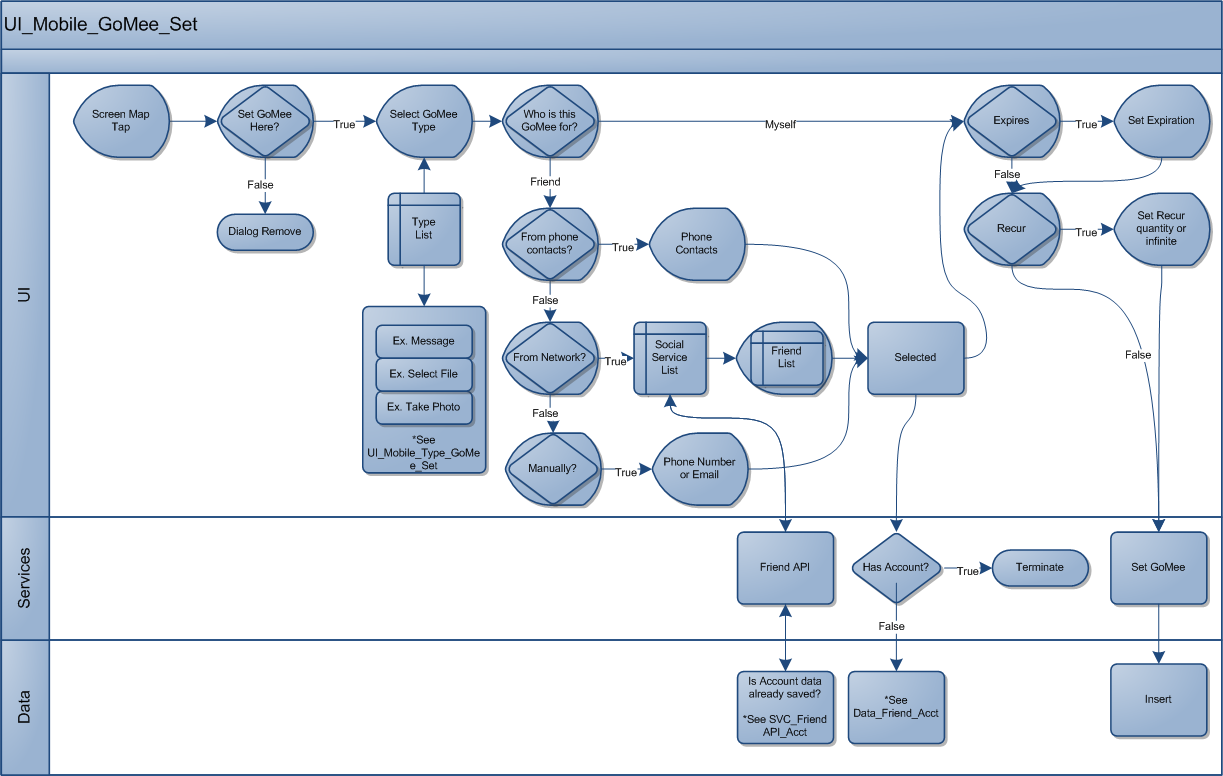 UI_Mobile_GoMee_Set
UI
Screen Map
Tap
Set GoMee
Here?
True
Select GoMee
Type
Who is this
GoMee for?
Myself
Expires
True
Set Expiration
False
Dialog Remove
Type
List
Friend
From phone
contacts?
True
Phone
Contacts
False
Recur
True
Set Recur
quantity or
infinite
Ex. Message
Ex. Select File
Ex. Take Photo
*See
UI_Mobile_Type_GoMe
e_Set
False
From Network?
True
Social
Service
List
Friend
List
Selected
False
False
Manually?
True
Phone Number
or Email
Services
Friend API
Has Account?
True
Terminate
Set GoMee
False
Data
Is Account data
already saved?
*See SVC_Friend
API_Acct
*See
Data_Friend_Acct
Insert